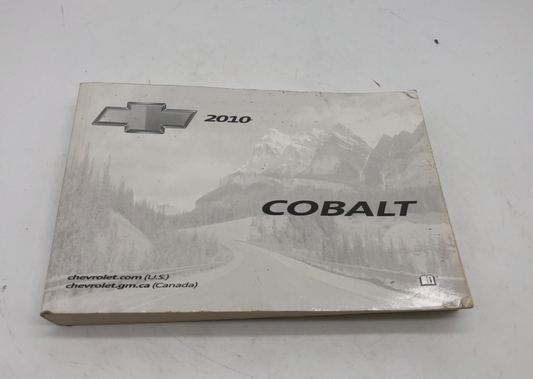 2010
COBALT
chevrolet.com (U.S.)
chevrolet.gm.ca (Canada)